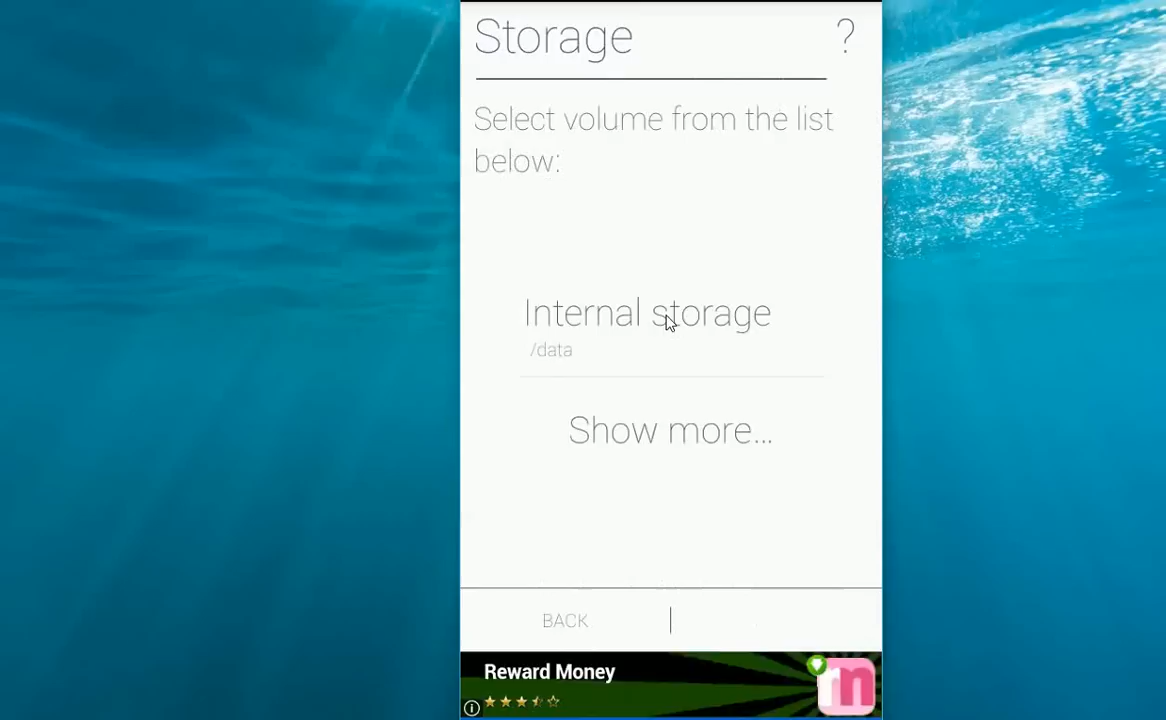 Storage ?
Select volume from the list
below:
Internal storage
/data
Show more...
BACK
Reward Money
m